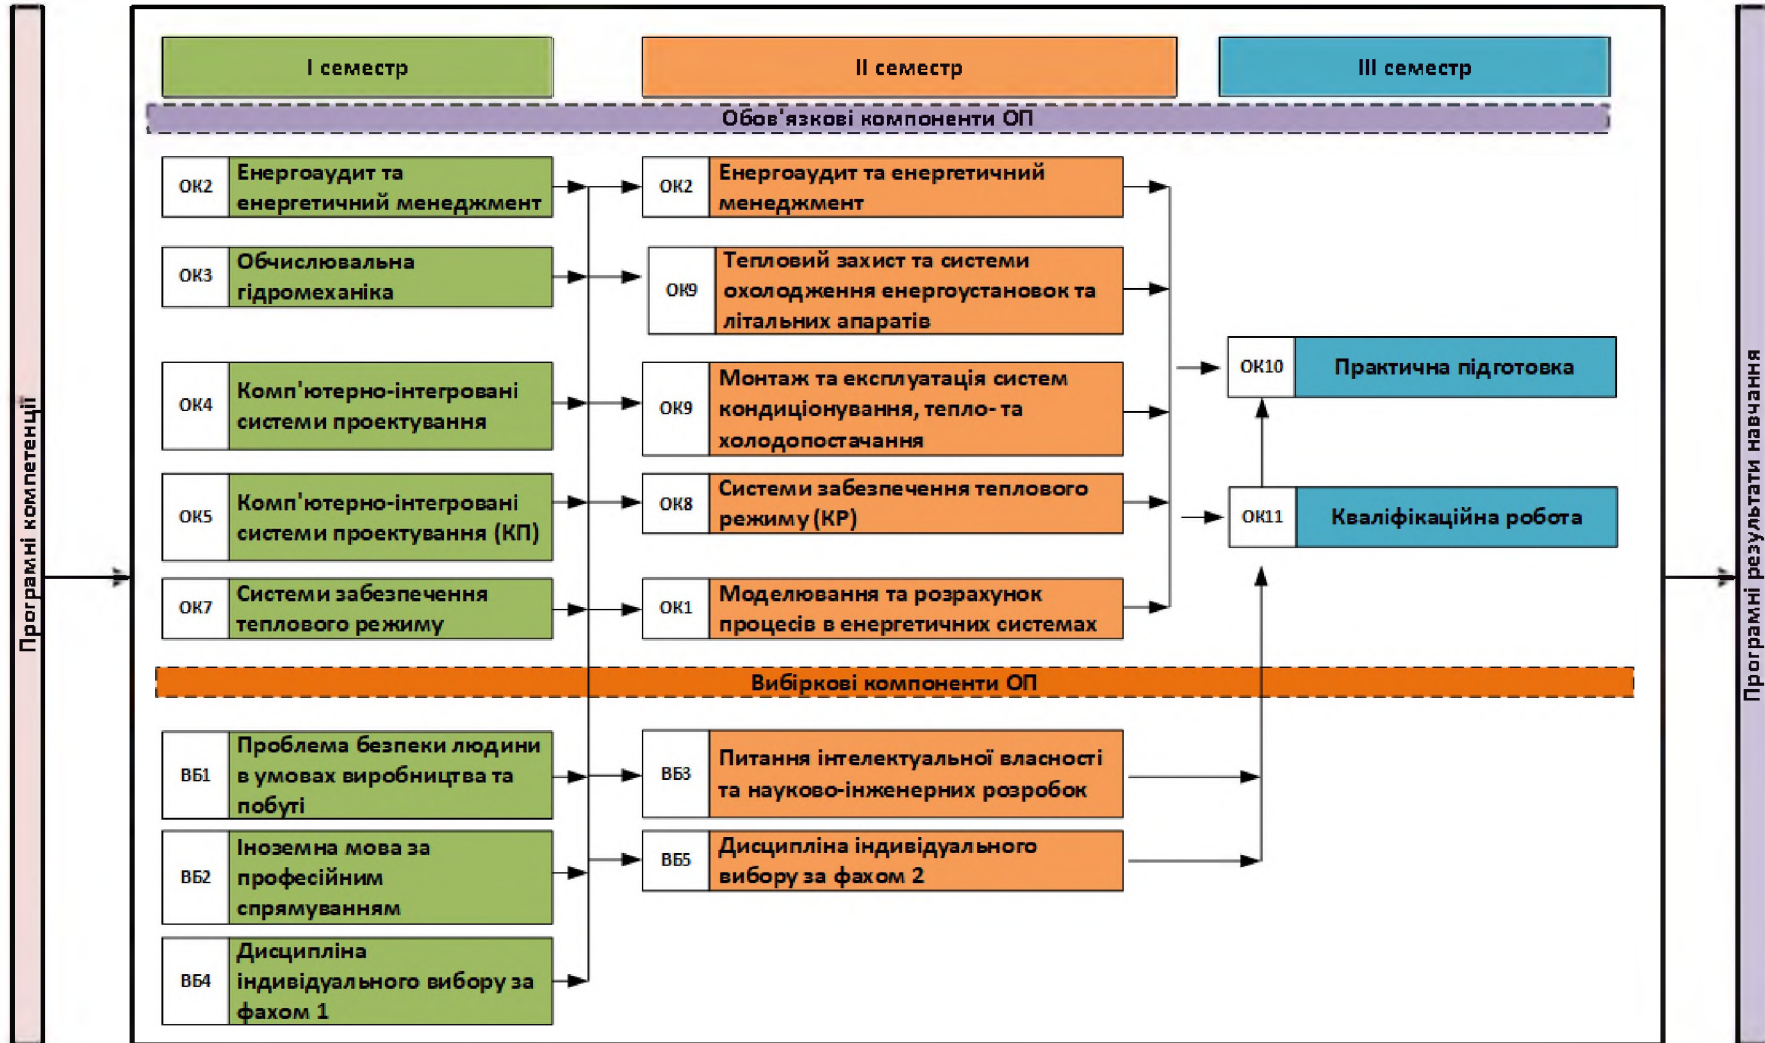 Програмні компетенції
I семестр
II семестр
III семестр
Обов'язкові компоненти ОП
ОК2
Енергоаудит та
енергетичний менеджмент
ОК2
Енергоаудит та енергетичний
менеджмент
ОК3
Обчислювальна
гідромеханіка
ОК9
Тепловий захист та системи
охолодження енергоустановок та
літальних апаратів
ОК4
Комп'ютерно-інтегровані
системи проектування
ОК9
Монтаж та експлуатація систем
кондиціонування, тепло- та
холодопостачання
ОК10
Практична підготовка
ОК5
Комп'ютерно-інтегровані
системи проектування (КП)
ОК8
Системи забезпечення теплового
режиму (КР)
ОК11
Кваліфікаційна робота
ОК7
Системи забезпечення
теплового режиму
ОК1
Моделювання та розрахунок
процесів в енергетичних системах
Вибіркові компоненти ОП
ВБ1
Проблема безпеки людини
в умовах виробництва та
побуті
ВБ3
Питання інтелектуальної власності
та науково-інженерних розробок
ВБ2
Іноземна мова за
професійним
спрямуванням
ВБ5
Дисципліна індивідуального
вибору за фахом 2
ВБ4
Дисципліна
індивідуального вибору за
фахом 1
Програмні результати навчання